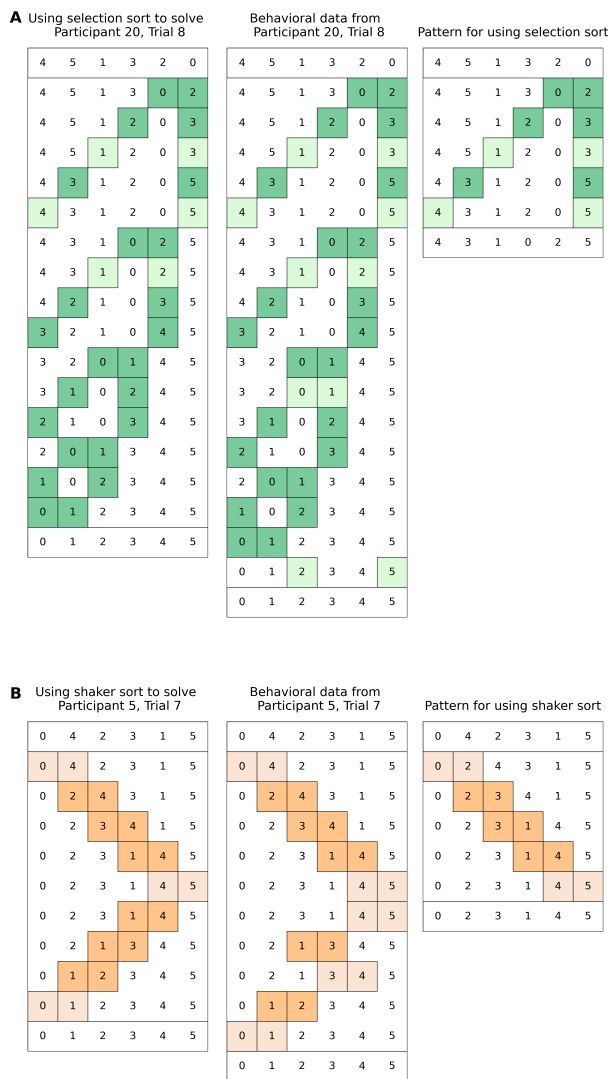 A Using selection sort to solve
Participant 20, Trial 8
4 5 1 3 2 0
4 5 1 3 0 2
4 5 1 2 0 3
4 5 1 2 0 3
4 3 1 2 0 5
4 3 1 2 0 5
4 3 1 0 2 5
4 3 1 0 2 5
4 2 1 0 3 5
3 2 1 0 4 5
3 2 0 1 4 5
3 1 0 2 4 5
2 1 0 3 4 5
2 0 1 3 4 5
1 0 2 3 4 5
0 1 2 3 4 5
0 1 2 3 4 5
Behavioral data from
Participant 20, Trial 8
4 5 1 3 2 0
4 5 1 3 0 2
4 5 1 2 0 3
4 5 1 2 0 3
4 3 1 2 0 5
4 3 1 2 0 5
4 3 1 0 2 5
4 3 1 0 2 5
4 2 1 0 3 5
3 2 1 0 4 5
3 2 0 1 4 5
3 2 0 1 4 5
3 1 0 2 4 5
2 1 0 3 4 5
2 0 1 3 4 5
1 0 2 3 4 5
0 1 2 3 4 5
0 1 2 3 4 5
0 1 2 3 4 5
Pattern for using selection sort
4 5 1 3 2 0
4 5 1 3 0 2
4 5 1 2 0 3
4 5 1 2 0 3
4 3 1 2 0 5
4 3 1 2 0 5
4 3 1 0 2 5
B Using shaker sort to solve
Participant 5, Trial 7
0 4 2 3 1 5
0 4 2 3 1 5
0 2 4 3 1 5
0 2 3 4 1 5
0 2 3 1 4 5
0 2 3 1 4 5
0 2 3 1 4 5
0 2 1 3 4 5
0 1 2 3 4 5
0 1 2 3 4 5
0 1 2 3 4 5
Behavioral data from
Participant 5, Trial 7
0 4 2 3 1 5
0 4 2 3 1 5
0 2 4 3 1 5
0 2 3 4 1 5
0 2 3 1 4 5
0 2 3 1 4 5
0 2 3 1 4 5
0 2 1 3 4 5
0 2 1 3 4 5
0 1 2 3 4 5
0 1 2 3 4 5
0 1 2 3 4 5
Pattern for using shaker sort
0 4 2 3 1 5
0 2 4 3 1 5
0 2 3 4 1 5
0 2 3 1 4 5
0 2 3 1 4 5
0 2 3 1 4 5
0 2 3 1 4 5